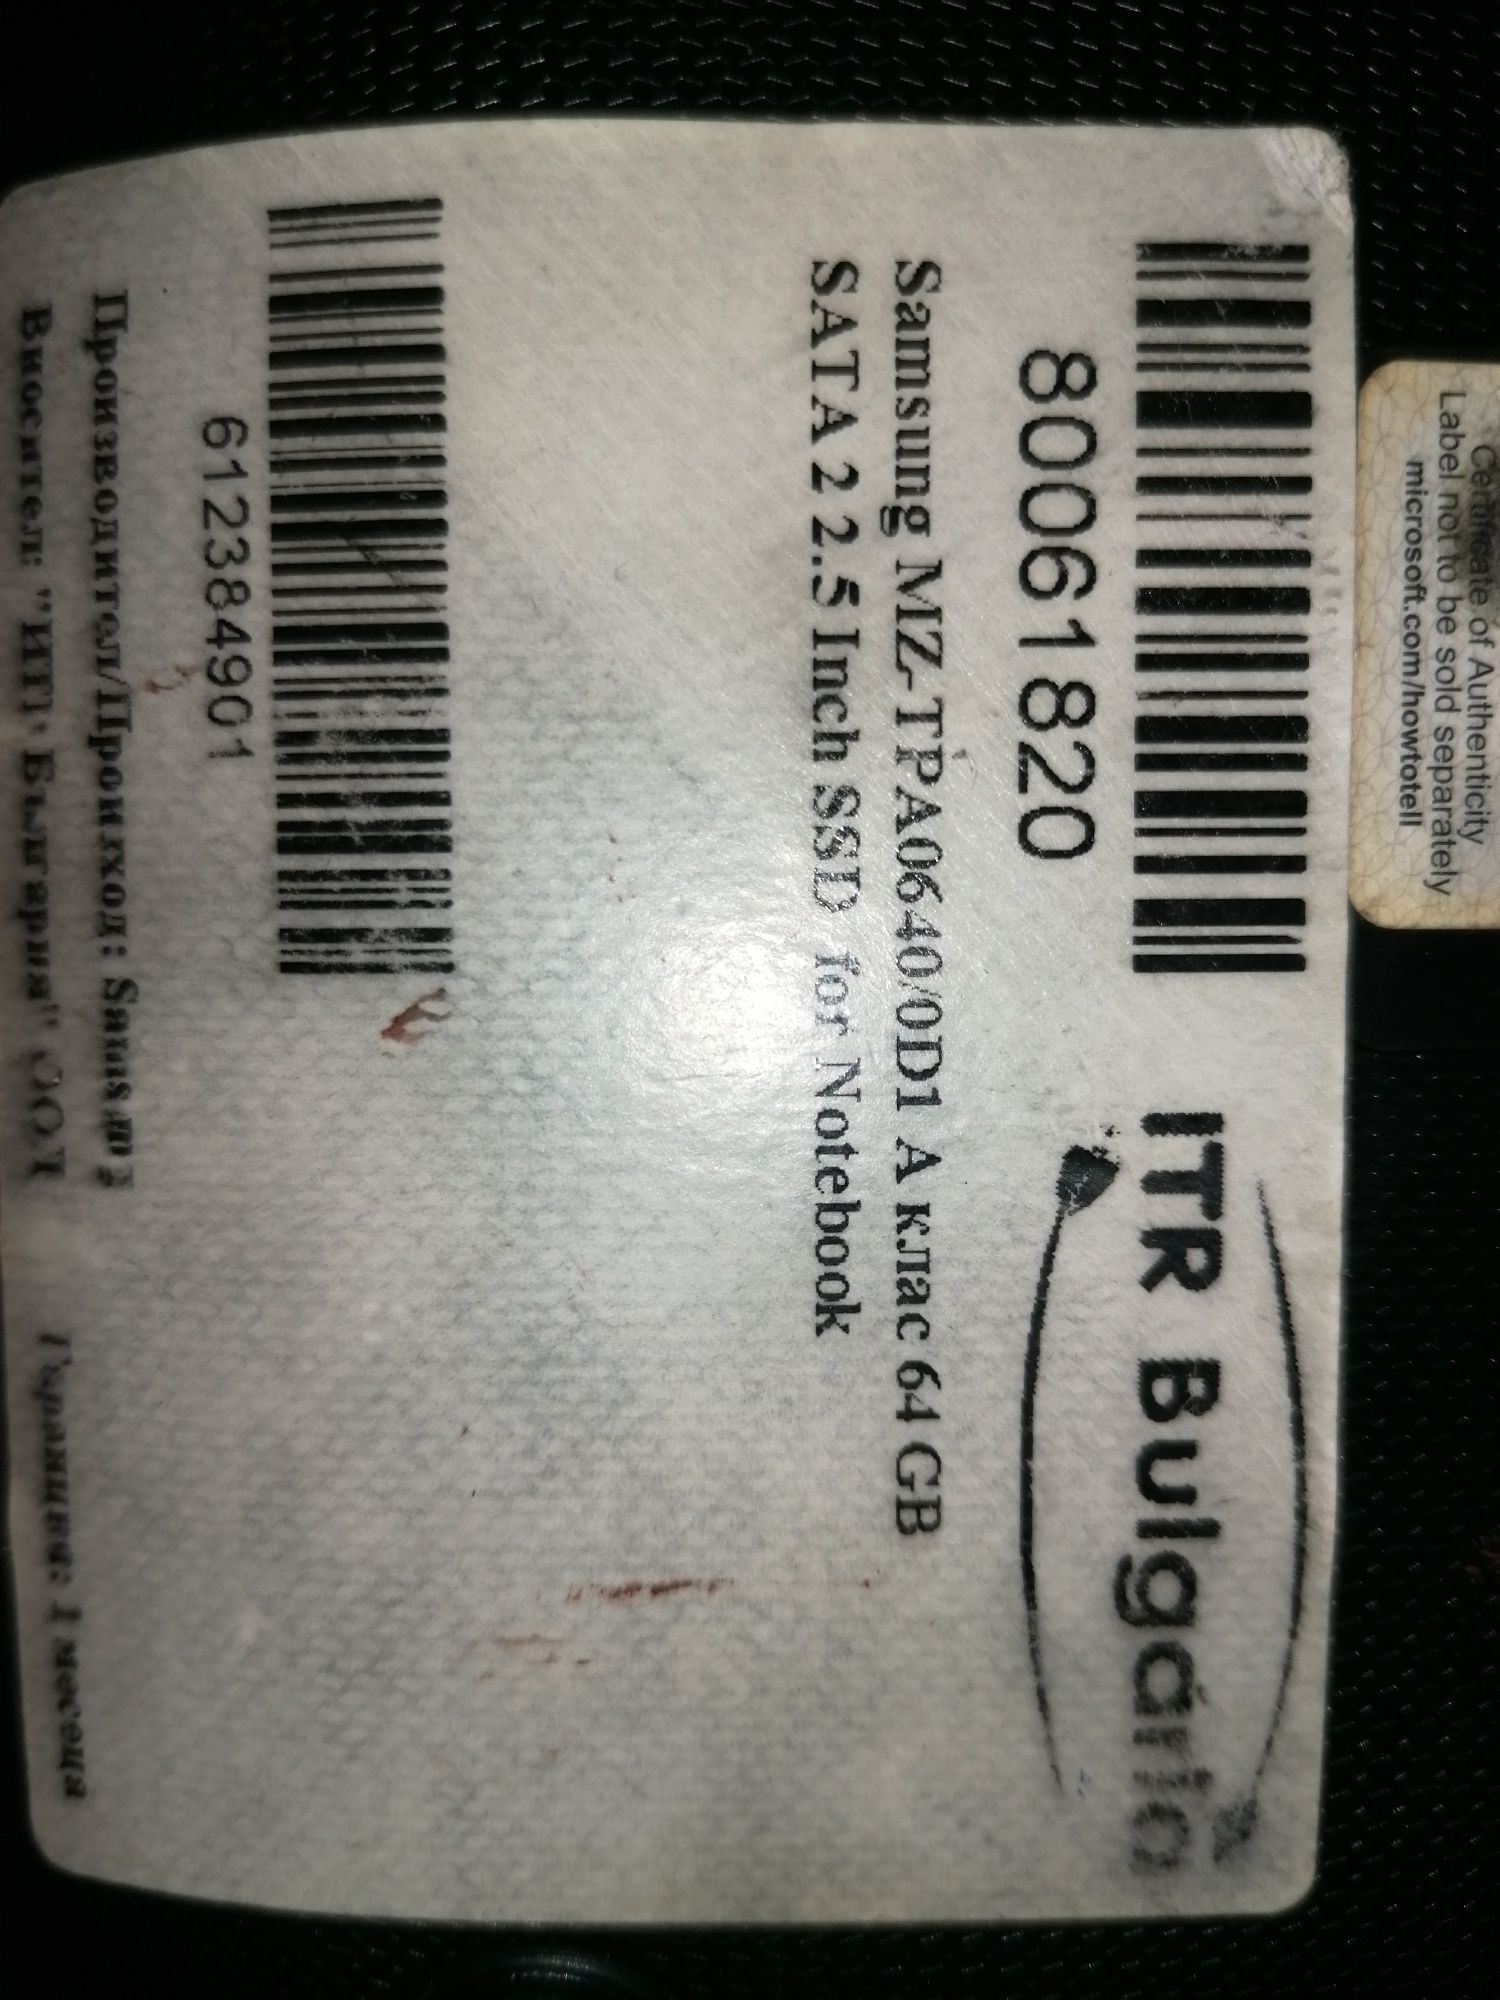 Certificate of Authenticity
Label not to be sold separately
microsoft.com/howtotell
ITR Bulgaria
80061820
Samsung MZ-TPA0640/0D1 А клас 64 GB
SATA 2 2.5 Inch SSD for Notebook
612384901
Производител/Произход: Samsung
Вносител: "ИТР България" ООД
Гаранция: 1 месеца